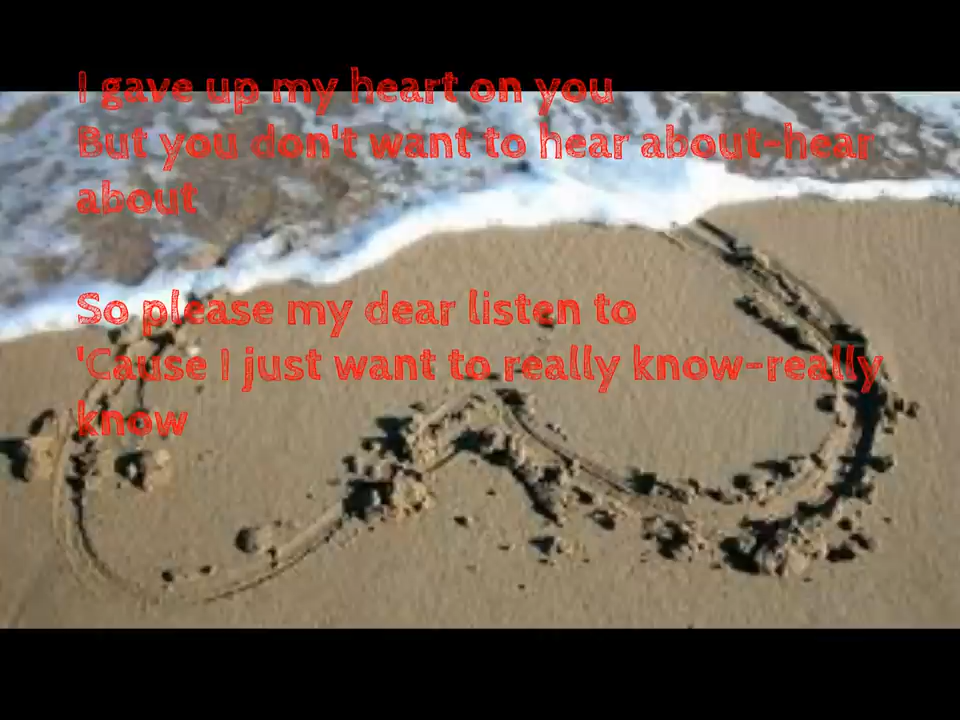 I gave up my heart on you
But you don't want to hear about-hear
about
So please my dear listen to
'Cause I just want to really know-really
know